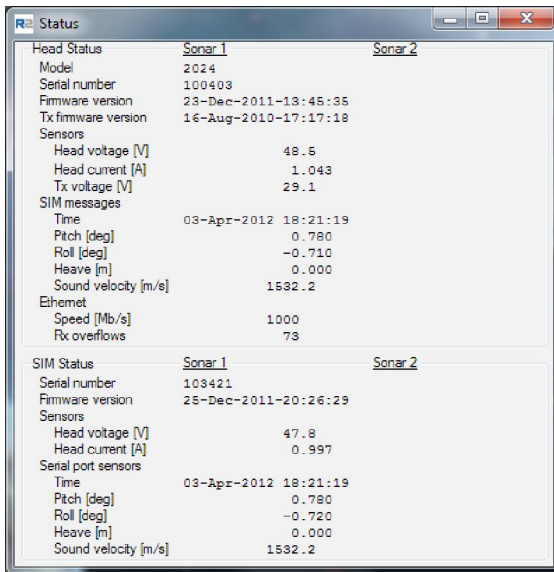 R2 Status
Head Status Sonar 1 Sonar 2
Model 2024
Serial number 100403
Firmware version 23-Dec-2011-13:45:35
Tx firmware version 16-Aug-2010-17:17:18
Sensors
Head voltage [V] 48.5
Head current [A] 1.043
Tx voltage [V] 29.1
SIM messages
Time 03-Apr-2012 18:21:19
Pitch [deg] 0.780
Roll [deg] -0.710
Heave [m] 0.000
Sound velocity [m/s] 1532.2
Ethernet
Speed [Mb/s] 1000
Rx overflows 73
SIM Status Sonar 1 Sonar 2
Serial number 103421
Firmware version 25-Dec-2011-20:26:29
Sensors
Head voltage [V] 47.8
Head current [A] 0.997
Serial port sensors
Time 03-Apr-2012 18:21:19
Pitch [deg] 0.780
Roll [deg] -0.720
Heave [m] 0.000
Sound velocity [m/s] 1532.2